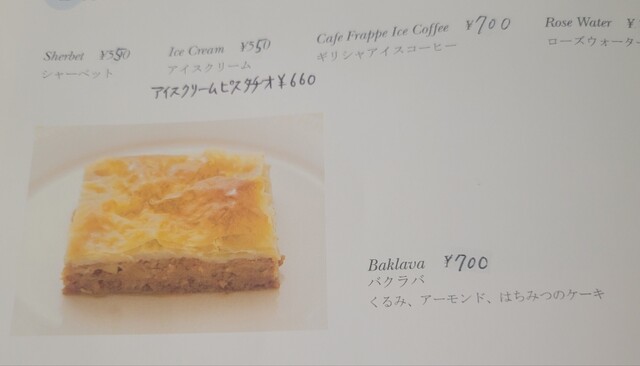 Sherbet ¥550
シャーベット
Ice Cream ¥550
アイスクリーム
アイスクリームピスタチーオ¥660
Cafe Frappe Ice Coffee ¥700
ギリシャアイスコーヒー
Rose Water ¥
ローズウォーター
Baklava ¥700
バクラバ
くるみ、アーモンド、はちみつのケーキ